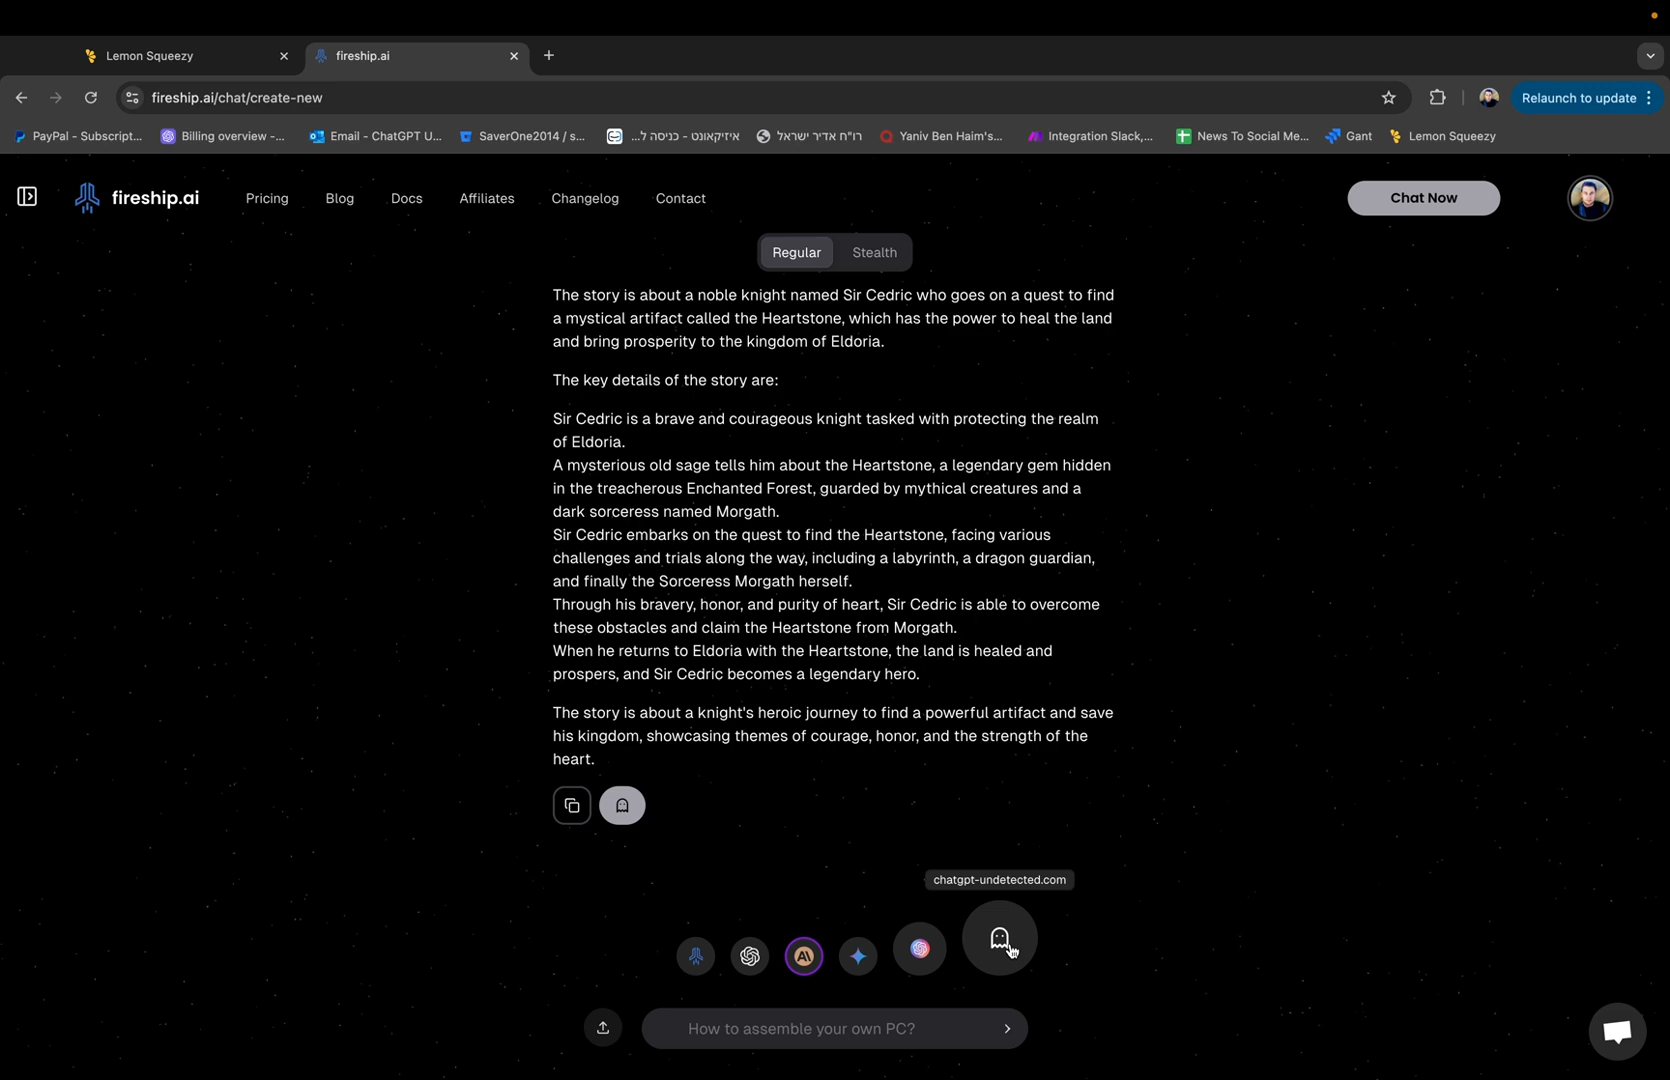 Lemon Squeezy
fireship.ai
fireship.ai/chat/create-new
Relaunch to update
PayPal - Subscript...
Billing overview -...
Email - ChatGPT U...
SaverOne2014 / s...
איזיקאונט - כניסה ל...
רו"ח אדיר ישראל
Yaniv Ben Haim's...
Integration Slack,...
News To Social Me...
Gant
Lemon Squeezy
fireship.ai
Pricing
Blog
Docs
Affiliates
Changelog
Contact
Chat Now
Regular
Stealth
The story is about a noble knight named Sir Cedric who goes on a quest to find
a mystical artifact called the Heartstone, which has the power to heal the land
and bring prosperity to the kingdom of Eldoria.
The key details of the story are:
Sir Cedric is a brave and courageous knight tasked with protecting the realm
of Eldoria.
A mysterious old sage tells him about the Heartstone, a legendary gem hidden
in the treacherous Enchanted Forest, guarded by mythical creatures and a
dark sorceress named Morgath.
Sir Cedric embarks on the quest to find the Heartstone, facing various
challenges and trials along the way, including a labyrinth, a dragon guardian,
and finally the Sorceress Morgath herself.
Through his bravery, honor, and purity of heart, Sir Cedric is able to overcome
these obstacles and claim the Heartstone from Morgath.
When he returns to Eldoria with the Heartstone, the land is healed and
prospers, and Sir Cedric becomes a legendary hero.
The story is about a knight's heroic journey to find a powerful artifact and save
his kingdom, showcasing themes of courage, honor, and the strength of the
heart.
chatgpt-undetected.com
How to assemble your own PC?